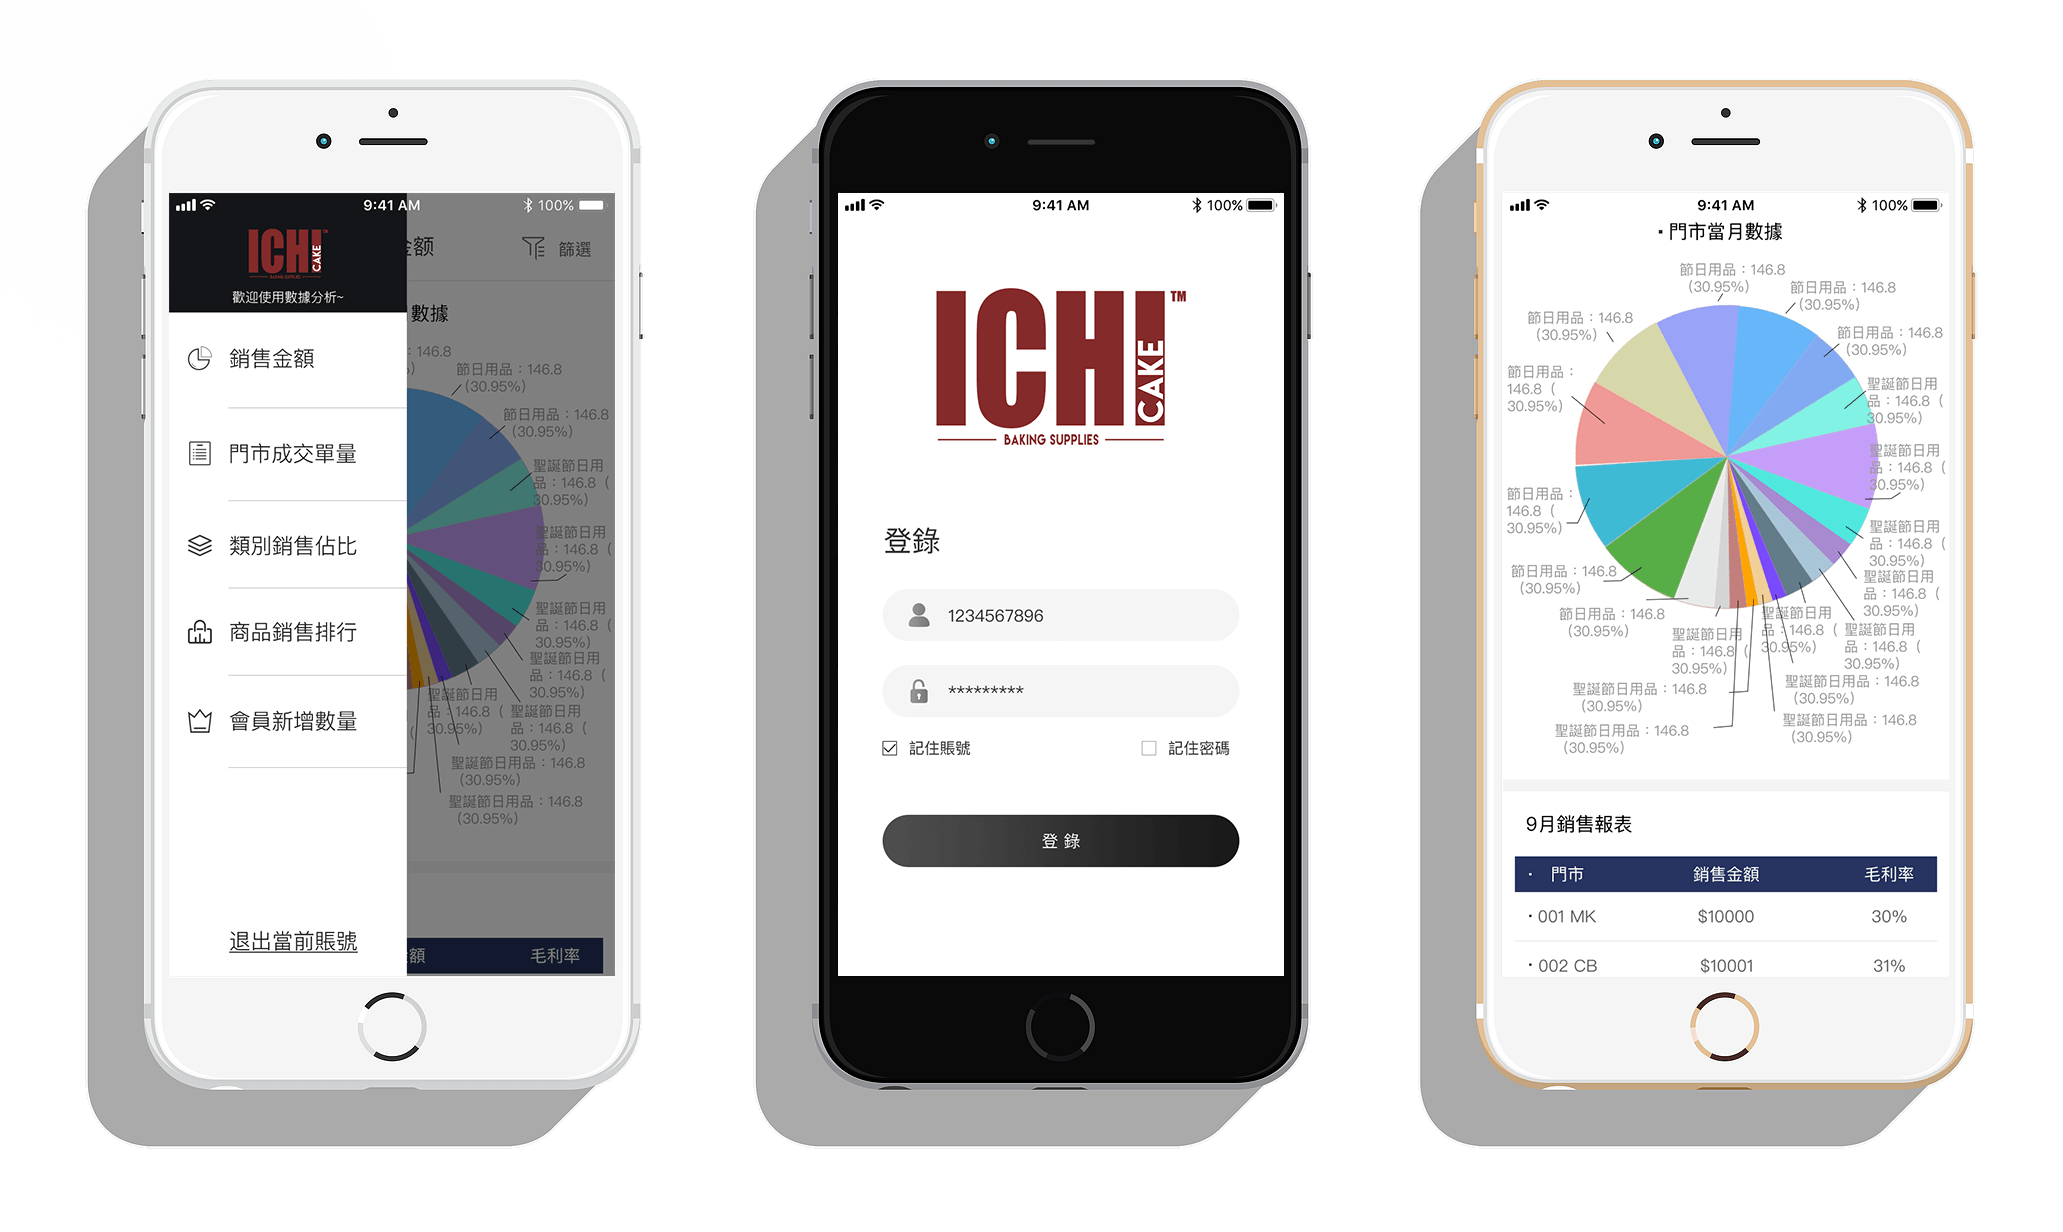 9:41 AM
100%
ICHI
CAKE
TM
BAKING SUPPLIES
歡迎使用數據分析~
銷售金額
門市成交單量
類別銷售佔比
商品銷售排行
會員新增數量
退出當前賬號
金额
篩選
數據
: 146.8
節日用品：146.8
(30.95%)
節日用品：146.8
(30.95%)
聖誕節日用
品：146.8（
30.95%)
聖誕節日用
品：146.8（
30.95%)
聖誕節日用
品：146.8（
30.95%)
聖誕節日用
品：146.8（
30.95%)
聖誕節日用
品：146.8（
30.95%)
聖誕節日用
品：146.8（
30.95%)
聖誕節日用品：146.8
(30.95%)
聖誕節日用品：146.8
(30.95%)
額
毛利率
9:41 AM
100%
ICHI
CAKE
TM
BAKING SUPPLIES
登錄
1234567896
*********
記住賬號
記住密碼
登 錄
9:41 AM
100%
·門市當月數據
節日用品：146.8
(30.95%)
節日用品：146.8
(30.95%)
節日用品：146.8
(30.95%)
節日用品：146.8
(30.95%)
節日用品：
146.8（
30.95%)
聖誕節日用
品：146.8（
30.95%)
聖誕節日用
品：146.8（
30.95%)
節日用品：
146.8（
30.95%)
聖誕節日用
品：146.8（
30.95%)
節日用品：146.8
(30.95%)
聖誕節日用
品：146.8（
30.95%)
節日用品：146.8
(30.95%)
聖誕節日用
品：146.8（
30.95%)
聖誕節日用
品：146.8（
30.95%)
聖誕節日用
品：146.8（
30.95%)
聖誕節日用品：146.8
(30.95%)
聖誕節日用品：146.8
(30.95%)
聖誕節日用品：146.8
(30.95%)
聖誕節日用品：146.8
(30.95%)
9月銷售報表
· 門市 銷售金額 毛利率
·001 MK $10000 30%
·002 CB $10001 31%